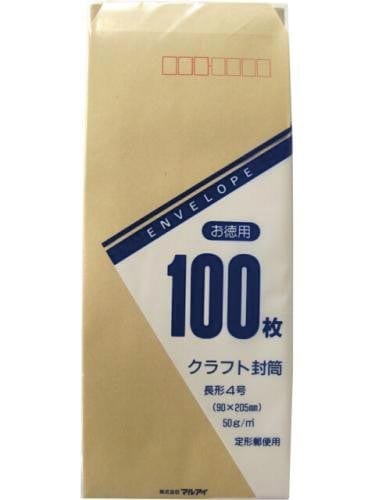 ENVELOPE
お徳用
100枚
クラフト封筒
長形4号
(90×205㎜)
50g/㎡
定形郵便用
株式会社マルアイ